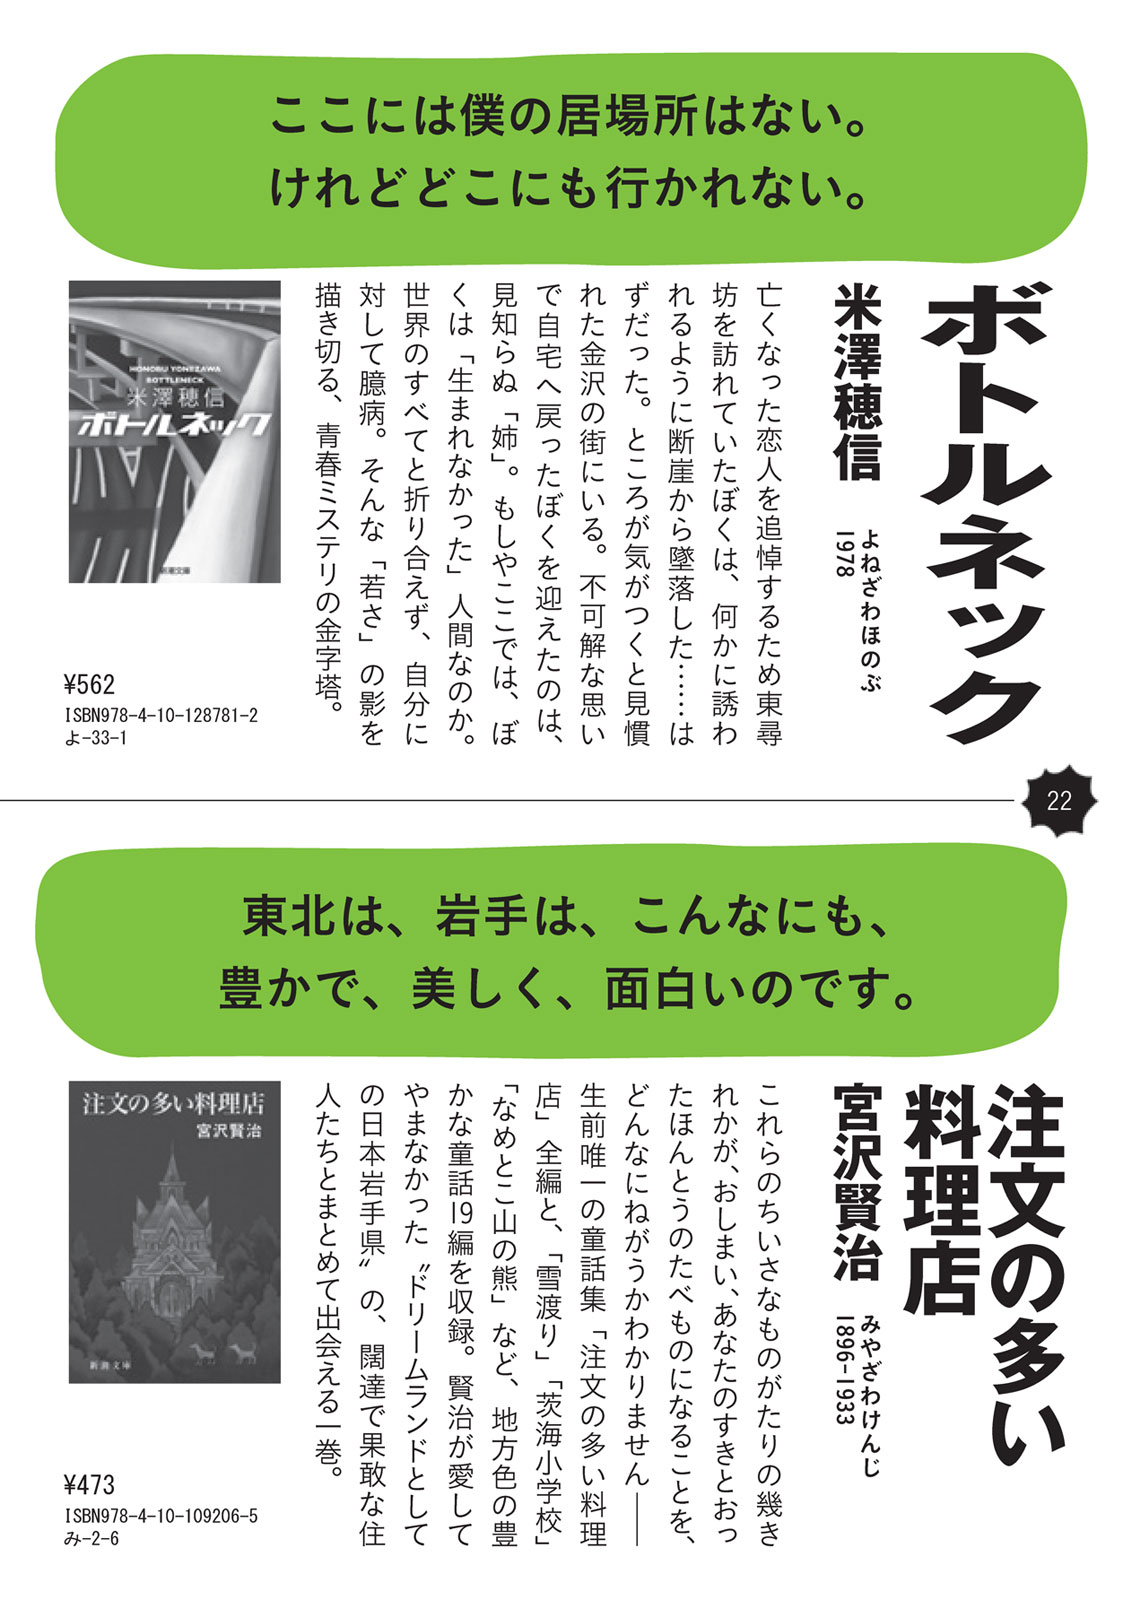 ここには僕の居場所はない。
けれどどこにも行かれない。
ボトルネック
米澤穂信
よねざわほのぶ
1978
亡くなった恋人を追悼するため東尋
坊を訪れていたぼくは、何かに誘わ
れるように断崖から墜落した……は
ずだった。ところが気がつくと見慣
れた金沢の街にいる。不可解な思い
で自宅へ戻ったぼくを迎えたのは、
見知らぬ「姉」。もしやここでは、ぼ
くは「生まれなかった」人間なのか。
世界のすべてと折り合えず、自分に
対して臆病。そんな「若さ」の影を
描き切る、青春ミステリの金字塔。
HONOBU YONEZAWA
BOTTLENECK
米澤穂信
ボトルネック
新潮文庫
¥562
ISBN978-4-10-128781-2
よ-33-1
22
東北は、岩手は、こんなにも、
豊かで、美しく、面白いのです。
注文の多い
料理店
宮沢賢治
みやざわけんじ
1896-1933
これらのちいさなものがたりの幾き
れかが、おしまい、あなたのすきとおっ
たほんとうのたべものになることを、
どんなにねがうかわかりません――
生前唯一の童話集「注文の多い料理
店」全編と、「雪渡り」「茨海小学校」
「なめとこ山の熊」など、地方色の豊
かな童話19編を収録。賢治が愛して
やまなかった〝ドリームランドとして
の日本岩手県〟の、闊達で果敢な住
人たちとまとめて出会える一巻。
注文の多い料理店
宮沢賢治
新潮文庫
¥473
ISBN978-4-10-109206-5
み-2-6